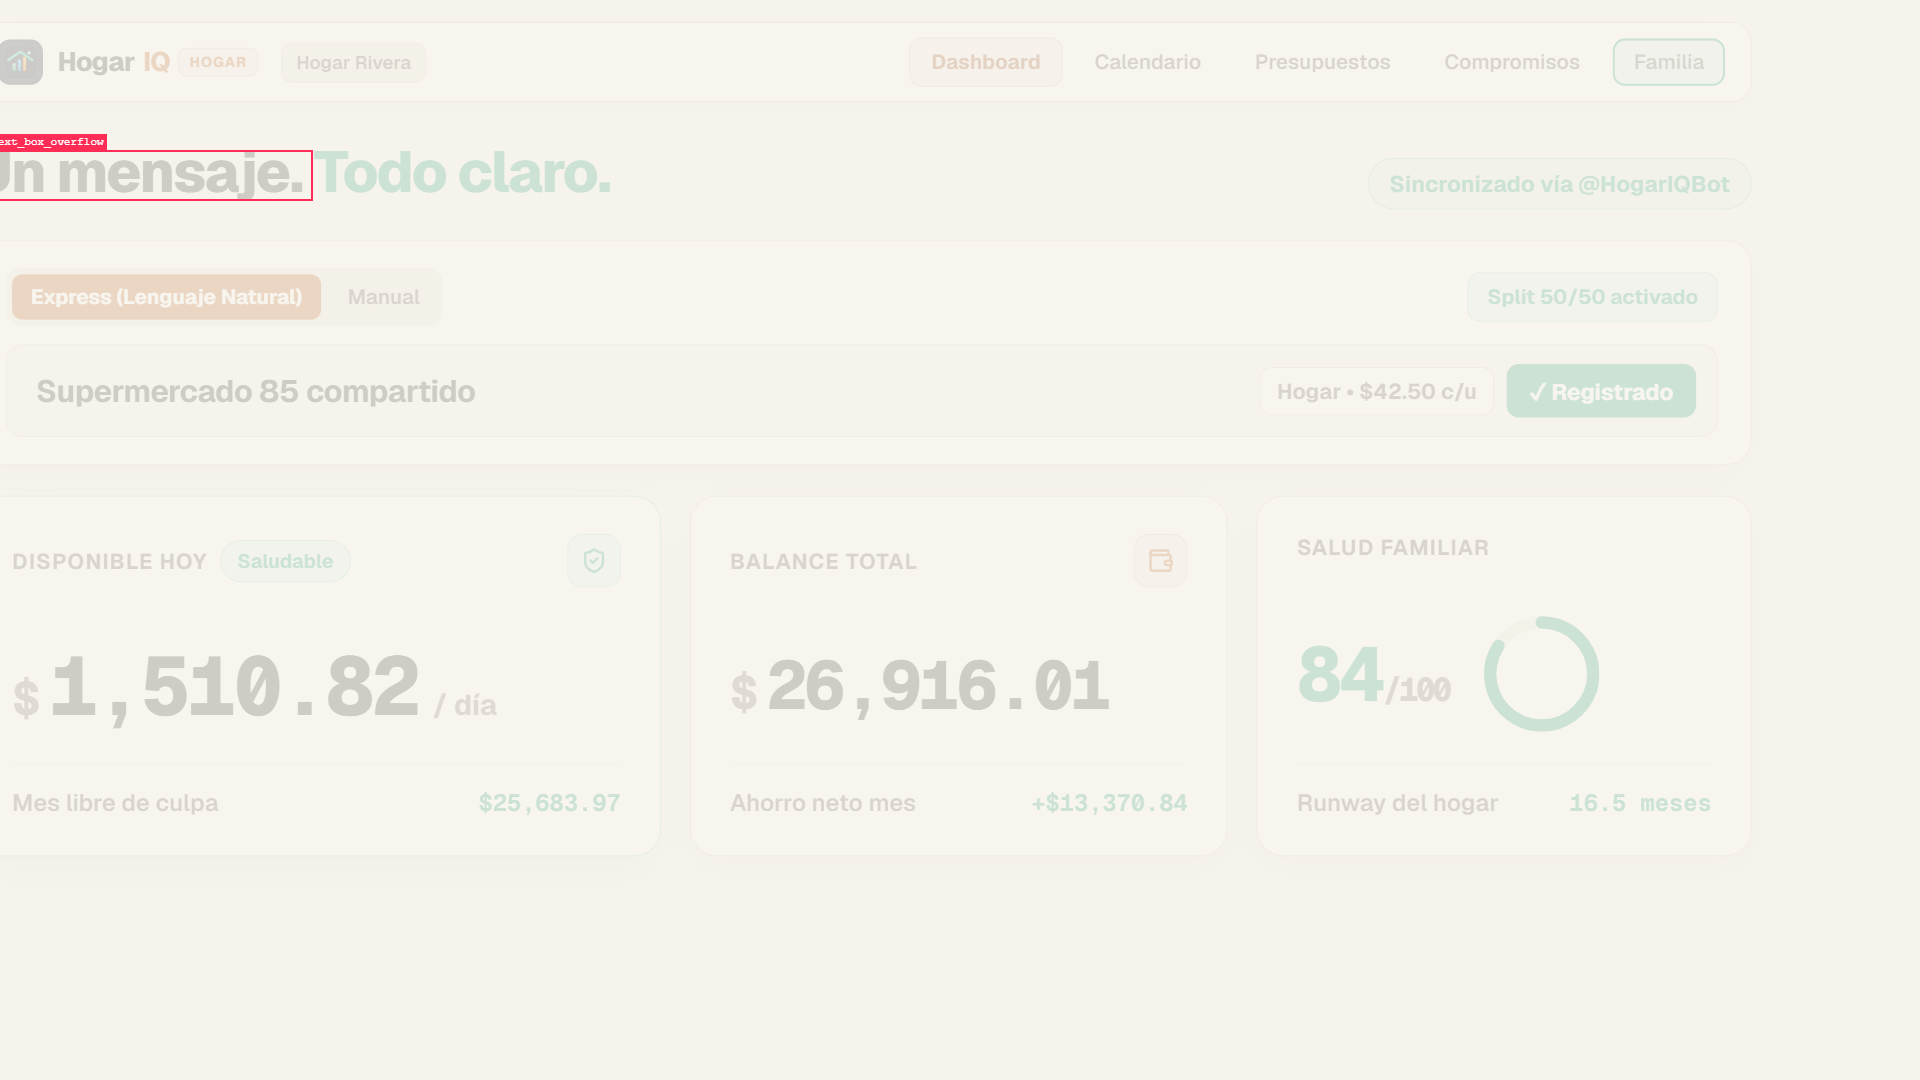 Hogar IQ HOGAR Hogar Rivera Dashboard Calendario Presupuestos Compromisos Familia
ext_box_overflow
Un mensaje. Todo claro.
Sincronizado vía @HogarIQBot
Express (Lenguaje Natural) Manual Split 50/50 activado
Supermercado 85 compartido Hogar • $42.50 c/u ✓ Registrado
DISPONIBLE HOY Saludable
$ 1,510.82 / día
Mes libre de culpa $25,683.97
BALANCE TOTAL
$ 26,916.01
Ahorro neto mes +$13,370.84
SALUD FAMILIAR
84/100
Runway del hogar 16.5 meses